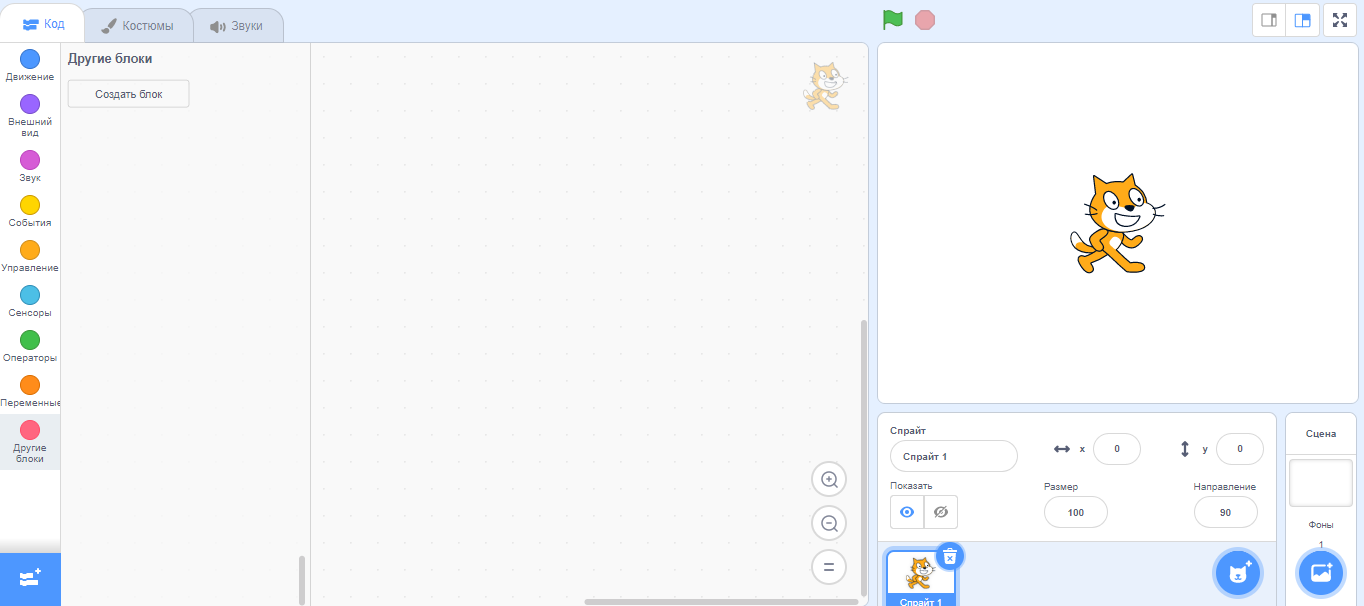 Код
Костюмы
Звуки
Движение
Внешний
вид
Звук
События
Управление
Сенсоры
Операторы
Переменные
Другие
блоки
Другие блоки
Создать блок
Спрайт
Спрайт 1
x
0
y
0
Показать
Размер
100
Направление
90
Спрайт 1
Сцена
Фоны
1